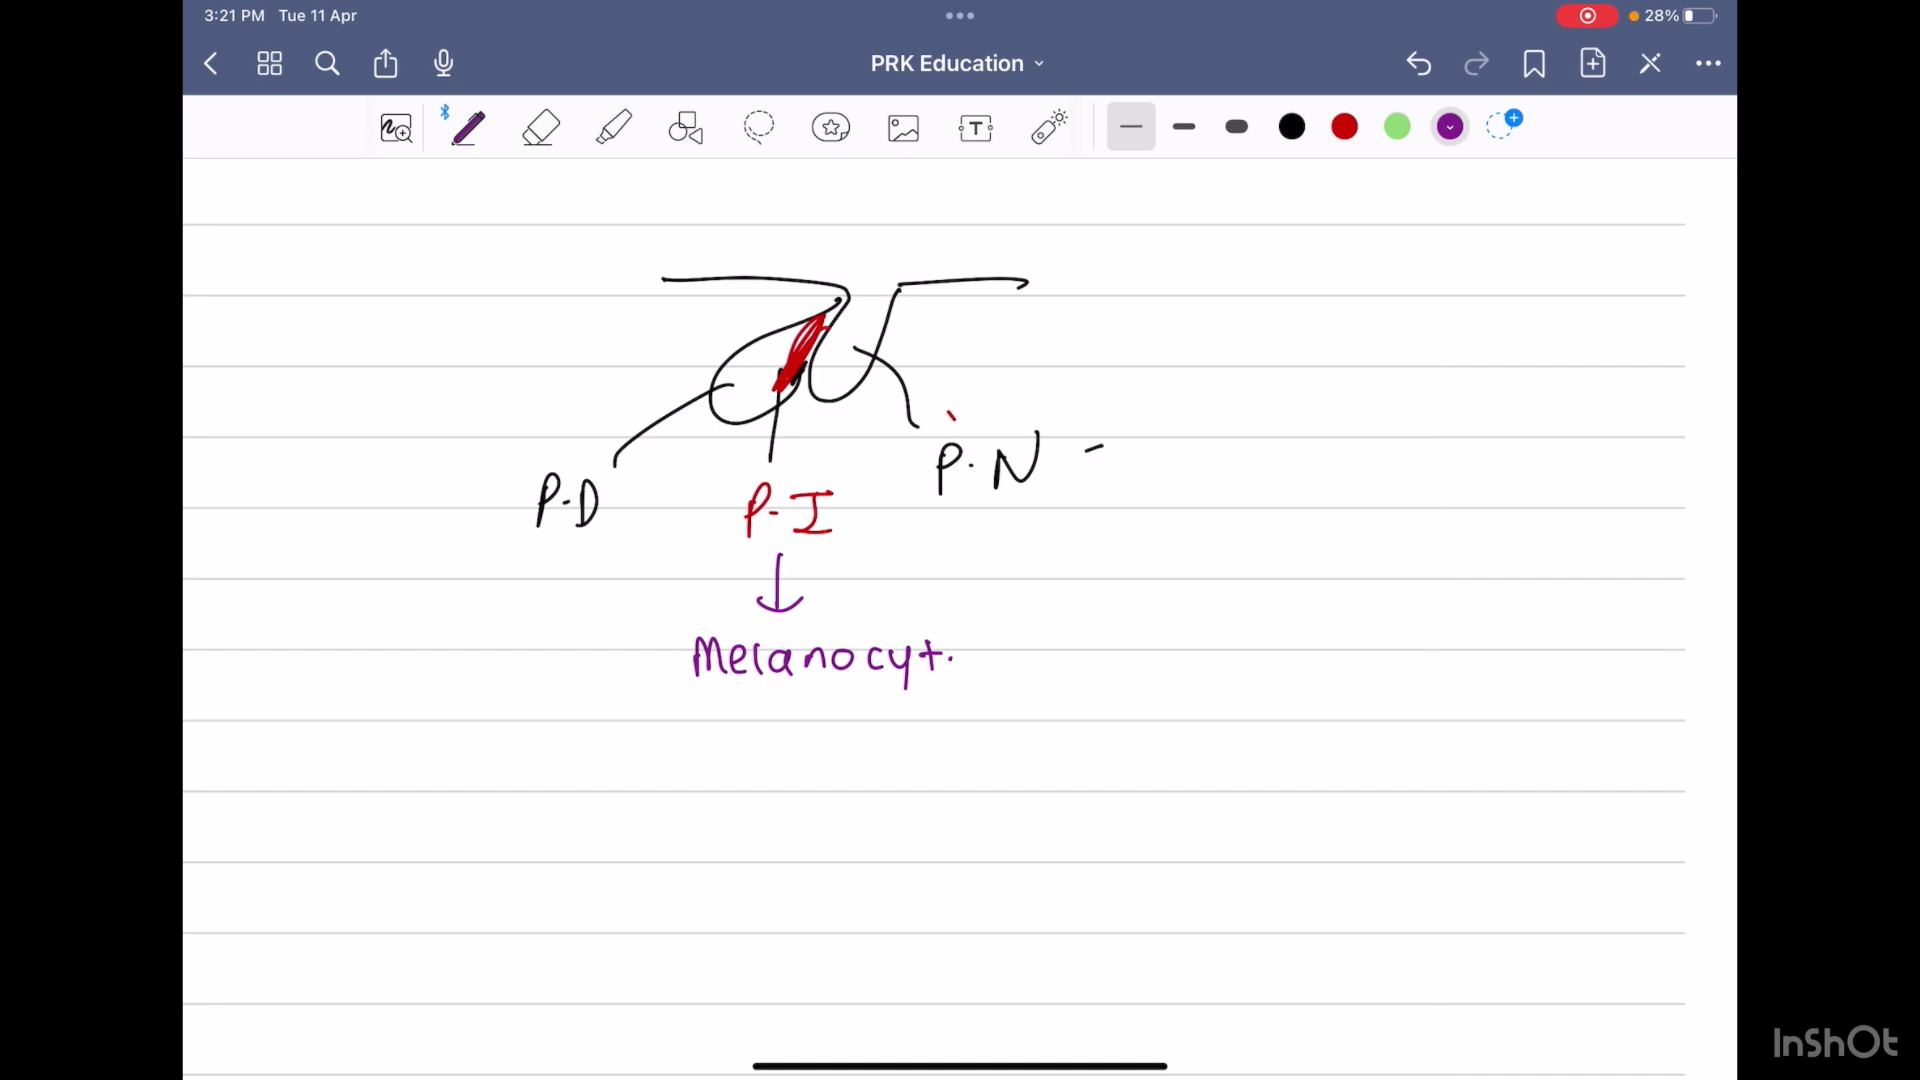 3:21 PM Tue 11 Apr
28%
PRK Education
T
P.N -
P-D
P-I
Melanocyt.
InShOt